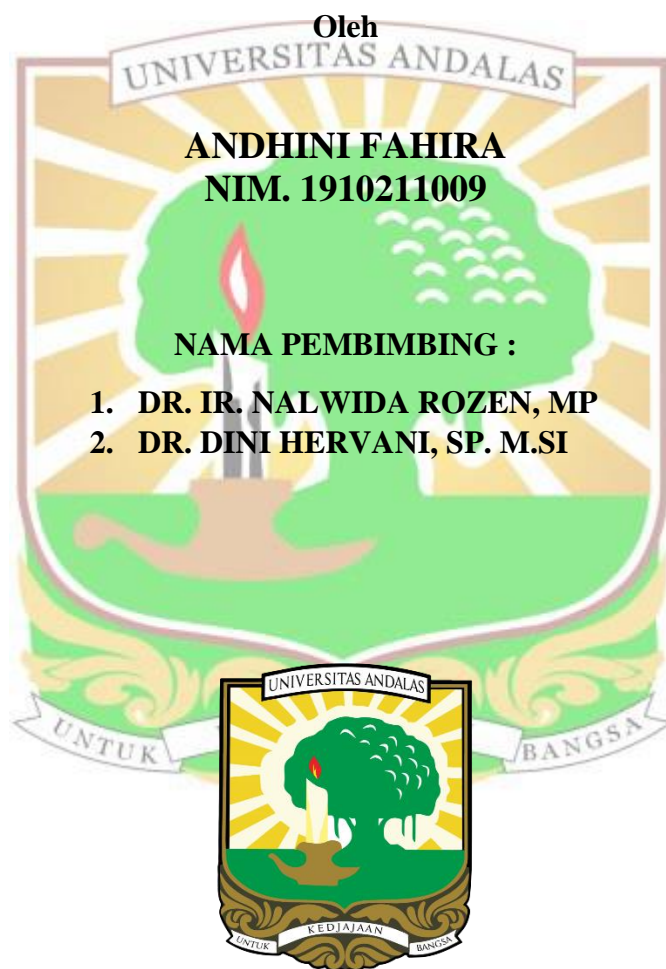 Oleh
UNIVERSITAS ANDALAS
ANDHINI FAHIRA
NIM. 1910211009
NAMA PEMBIMBING :
1. DR. IR. NALWIDA ROZEN, MP
2. DR. DINI HERVANI, SP. M.SI
UNIVERSITAS ANDALAS
UNTUK
BANGSA
KEDJAJAAN
UNTUK
BANGSA